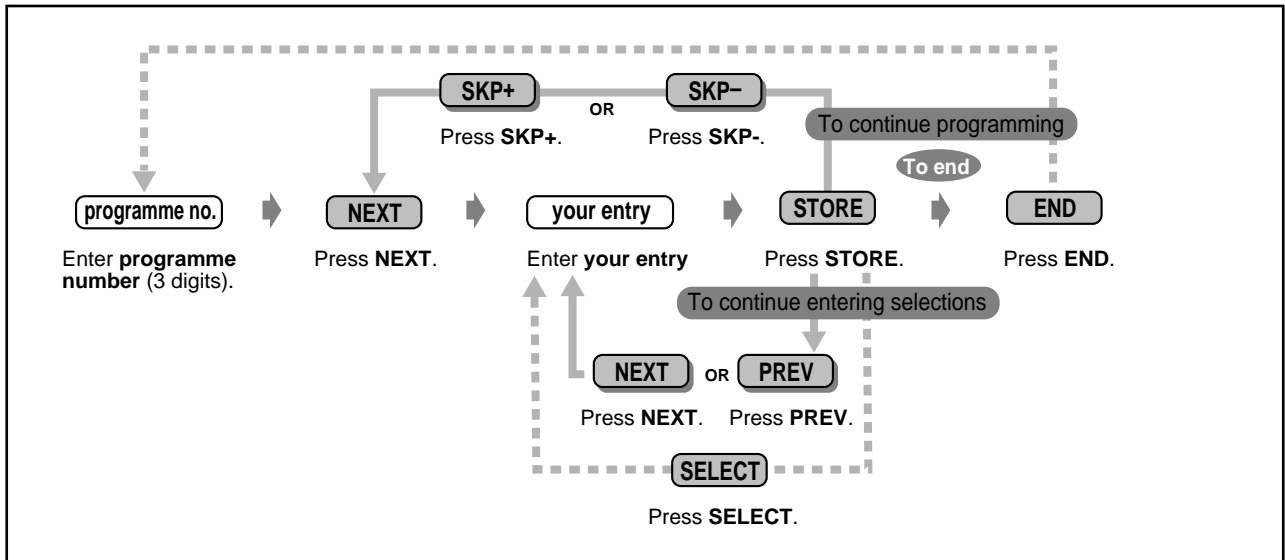 SKP+
OR
SKP–
Press SKP+.
Press SKP-.
To continue programming
To end
programme no.
NEXT
your entry
STORE
END
Enter programme
number (3 digits).
Press NEXT.
Enter your entry
Press STORE.
Press END.
To continue entering selections
NEXT
OR
PREV
Press NEXT.
Press PREV.
SELECT
Press SELECT.